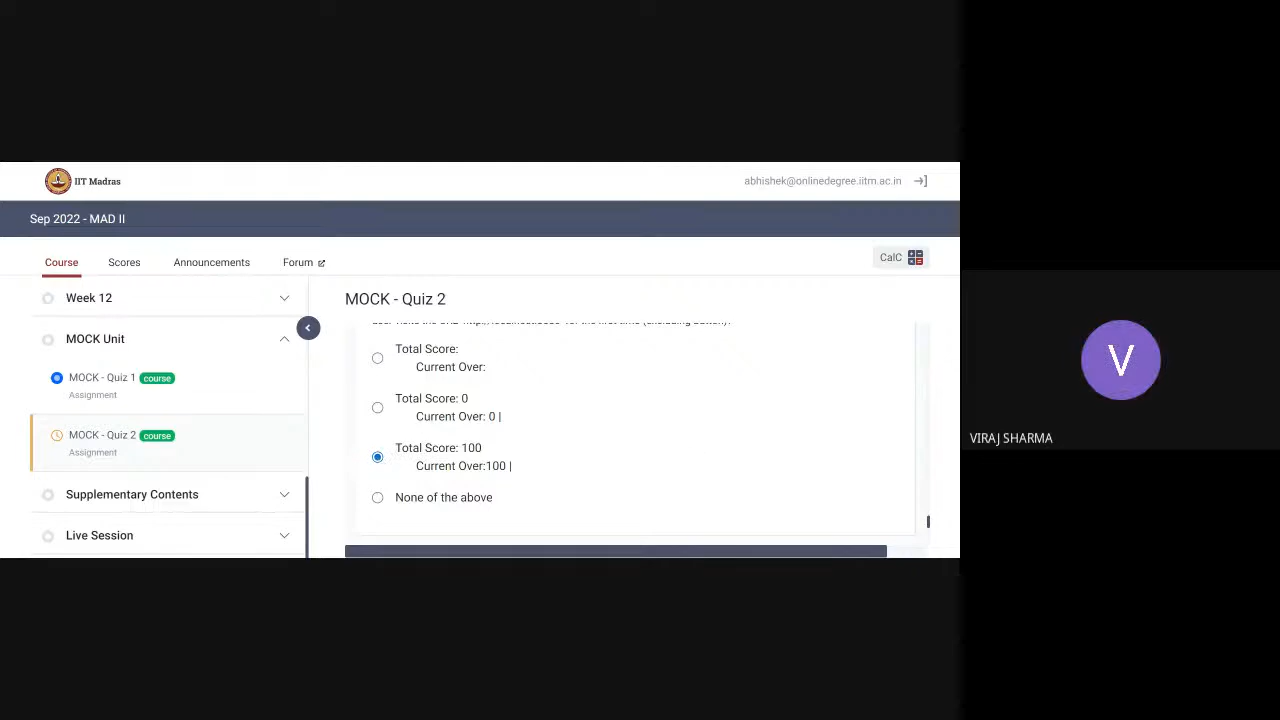 IIT Madras
abhishek@onlinedegree.iitm.ac.in
Sep 2022 - MAD II
Course Scores Announcements Forum
CalC
Week 12
MOCK Unit
MOCK - Quiz 1 course
Assignment
MOCK - Quiz 2 course
Assignment
Supplementary Contents
Live Session
MOCK - Quiz 2
Total Score:
Current Over:
Total Score: 0
Current Over: 0 |
Total Score: 100
Current Over:100 |
None of the above
V
VIRAJ SHARMA